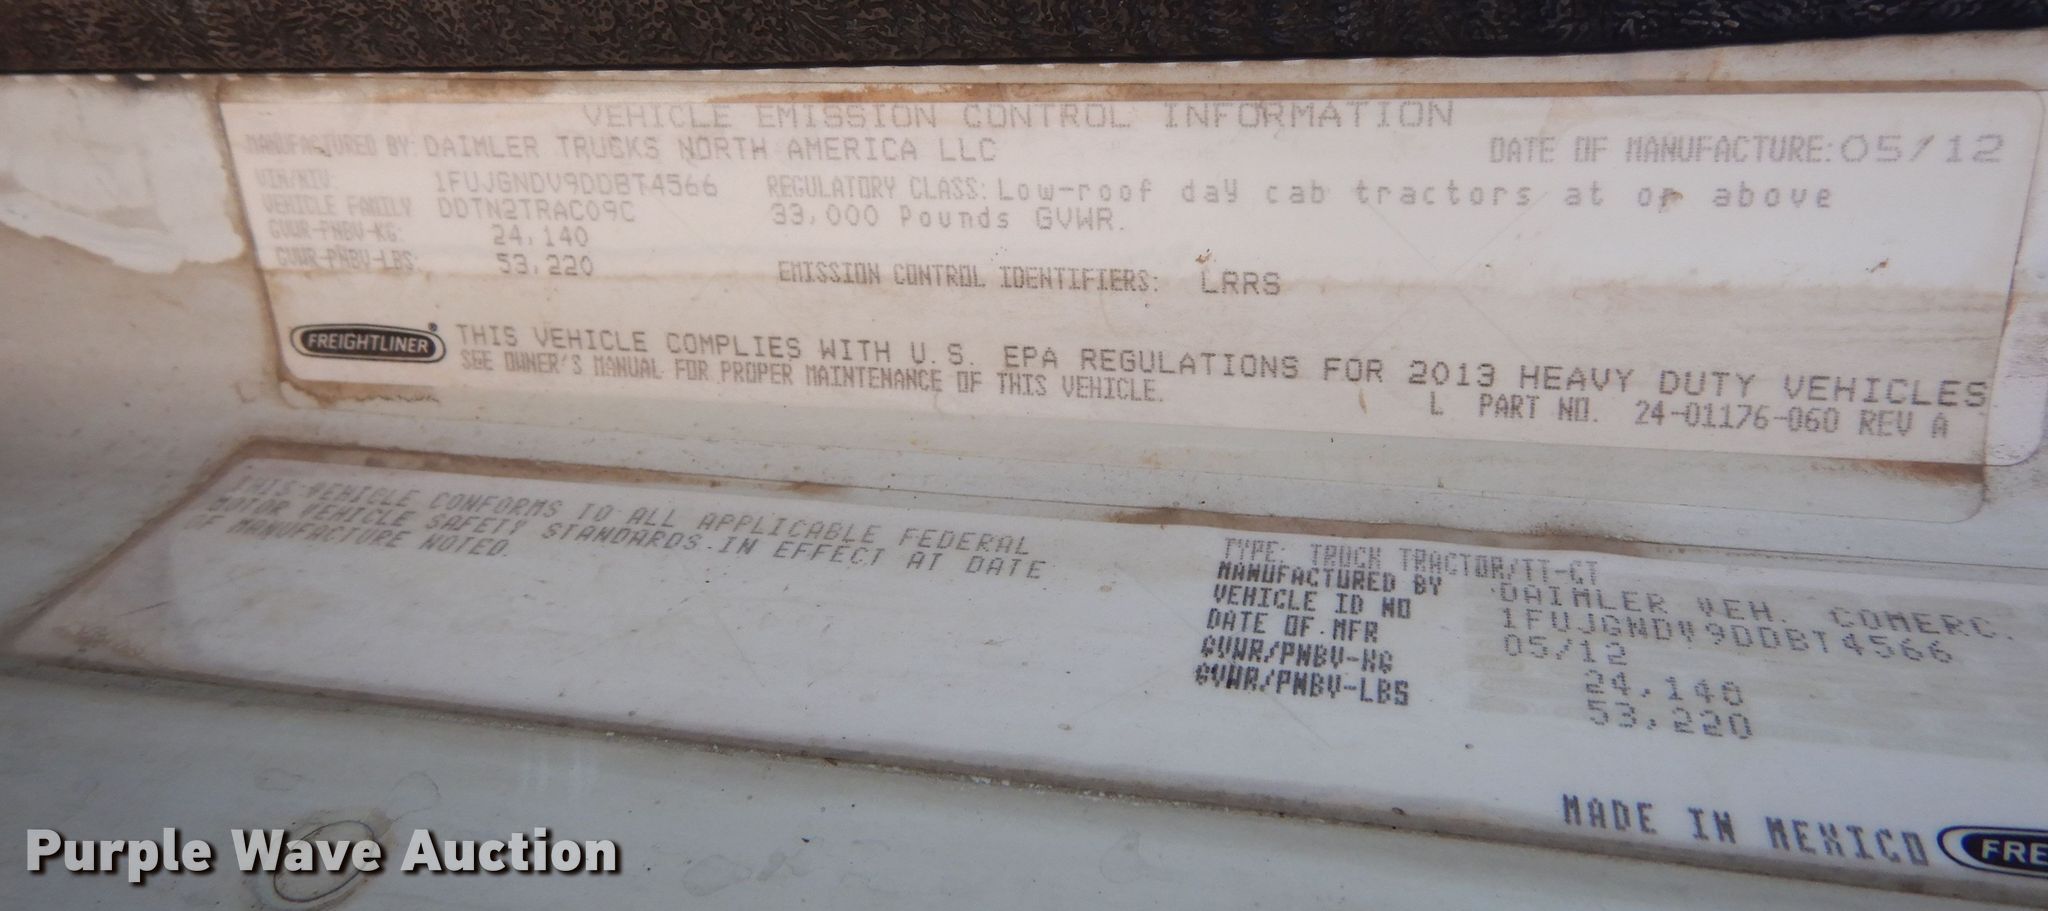 VEHICLE EMISSION CONTROL INFORMATION
MANUFACTURED BY: DAIMLER TRUCKS NORTH AMERICA LLC DATE OF MANUFACTURE: 05/12
VIN/NIV: 1FUJGNDV9DDBT4566 REGULATORY CLASS: Low-roof day cab tractors at or above
VEHICLE FAMILY DDTN2TRAC09C 33,000 Pounds GVWR.
GVWR-PNBV-KG: 24,140
GVWR-PNBV-LBS: 53,220 EMISSION CONTROL IDENTIFIERS: LRRS
FREIGHTLINER® THIS VEHICLE COMPLIES WITH U.S. EPA REGULATIONS FOR 2013 HEAVY DUTY VEHICLES
SEE OWNER'S MANUAL FOR PROPER MAINTENANCE OF THIS VEHICLE. L PART NO. 24-01176-060 REV A
THIS VEHICLE CONFORMS TO ALL APPLICABLE FEDERAL
MOTOR VEHICLE SAFETY STANDARDS IN EFFECT AT DATE
OF MANUFACTURE NOTED.
TYPE: TRUCK TRACTOR/TT-CT
MANUFACTURED BY DAIMLER VEH. COMERC.
VEHICLE ID NO 1FUJGNDV9DDBT4566
DATE OF MFR 05/12
GVWR/PNBV-KG 24,140
GVWR/PNBV-LBS 53,220
MADE IN MEXICO FRE
Purple Wave Auction